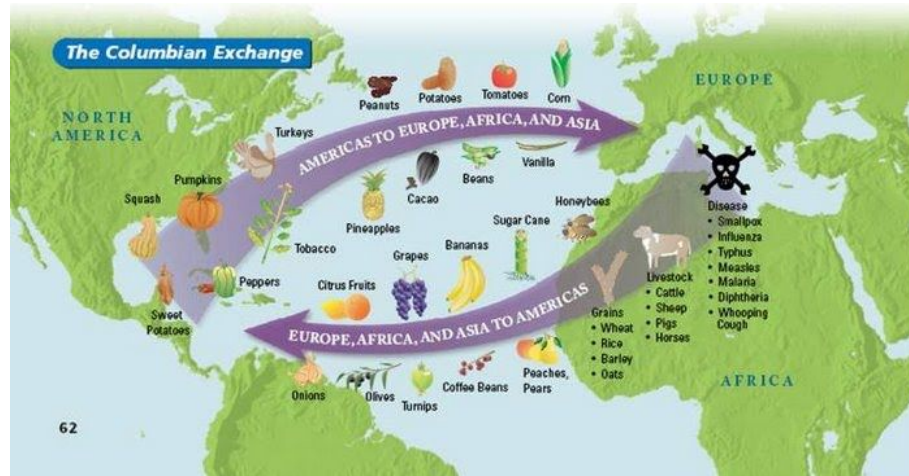 The Columbian Exchange
NORTH
AMERICA
EUROPE
AFRICA
AMERICAS TO EUROPE, AFRICA, AND ASIA
Squash
Pumpkins
Turkeys
Peanuts
Potatoes
Tomatoes
Corn
Sweet
Potatoes
Peppers
Tobacco
Pineapples
Cacao
Beans
Vanilla
EUROPE, AFRICA, AND ASIA TO AMERICAS
Citrus Fruits
Grapes
Bananas
Sugar Cane
Honeybees
Onions
Olives
Turnips
Coffee Beans
Peaches,
Pears
Grains
• Wheat
• Rice
• Barley
• Oats
Livestock
• Cattle
• Sheep
• Pigs
• Horses
Disease
• Smallpox
• Influenza
• Typhus
• Measles
• Malaria
• Diphtheria
• Whooping
Cough
62